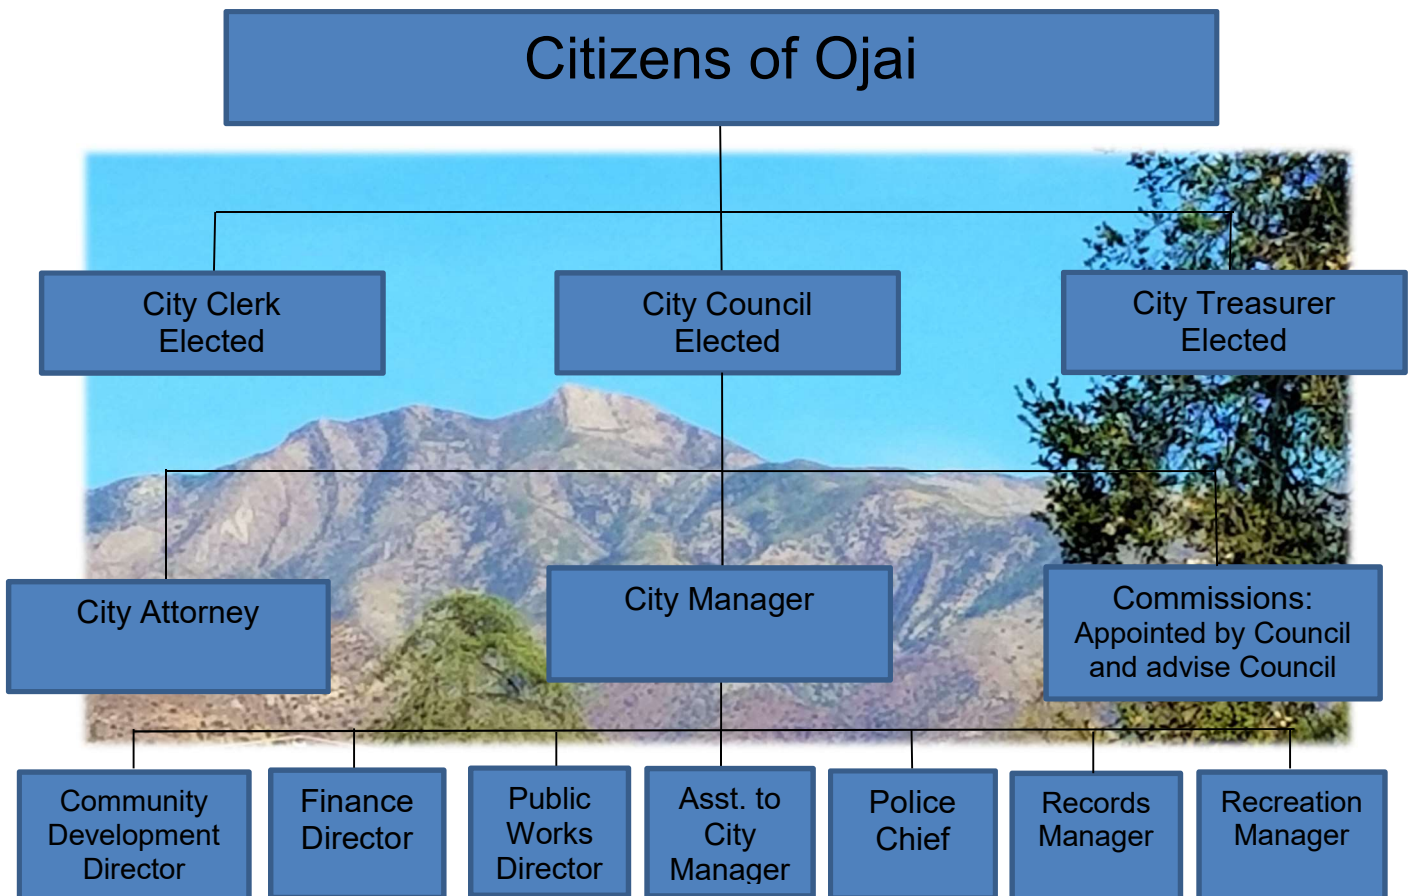 Citizens of Ojai
City Clerk
Elected
City Council
Elected
City Treasurer
Elected
City Attorney
City Manager
Commissions:
Appointed by Council
and advise Council
Community
Development
Director
Finance
Director
Public
Works
Director
Asst. to
City
Manager
Police
Chief
Records
Manager
Recreation
Manager